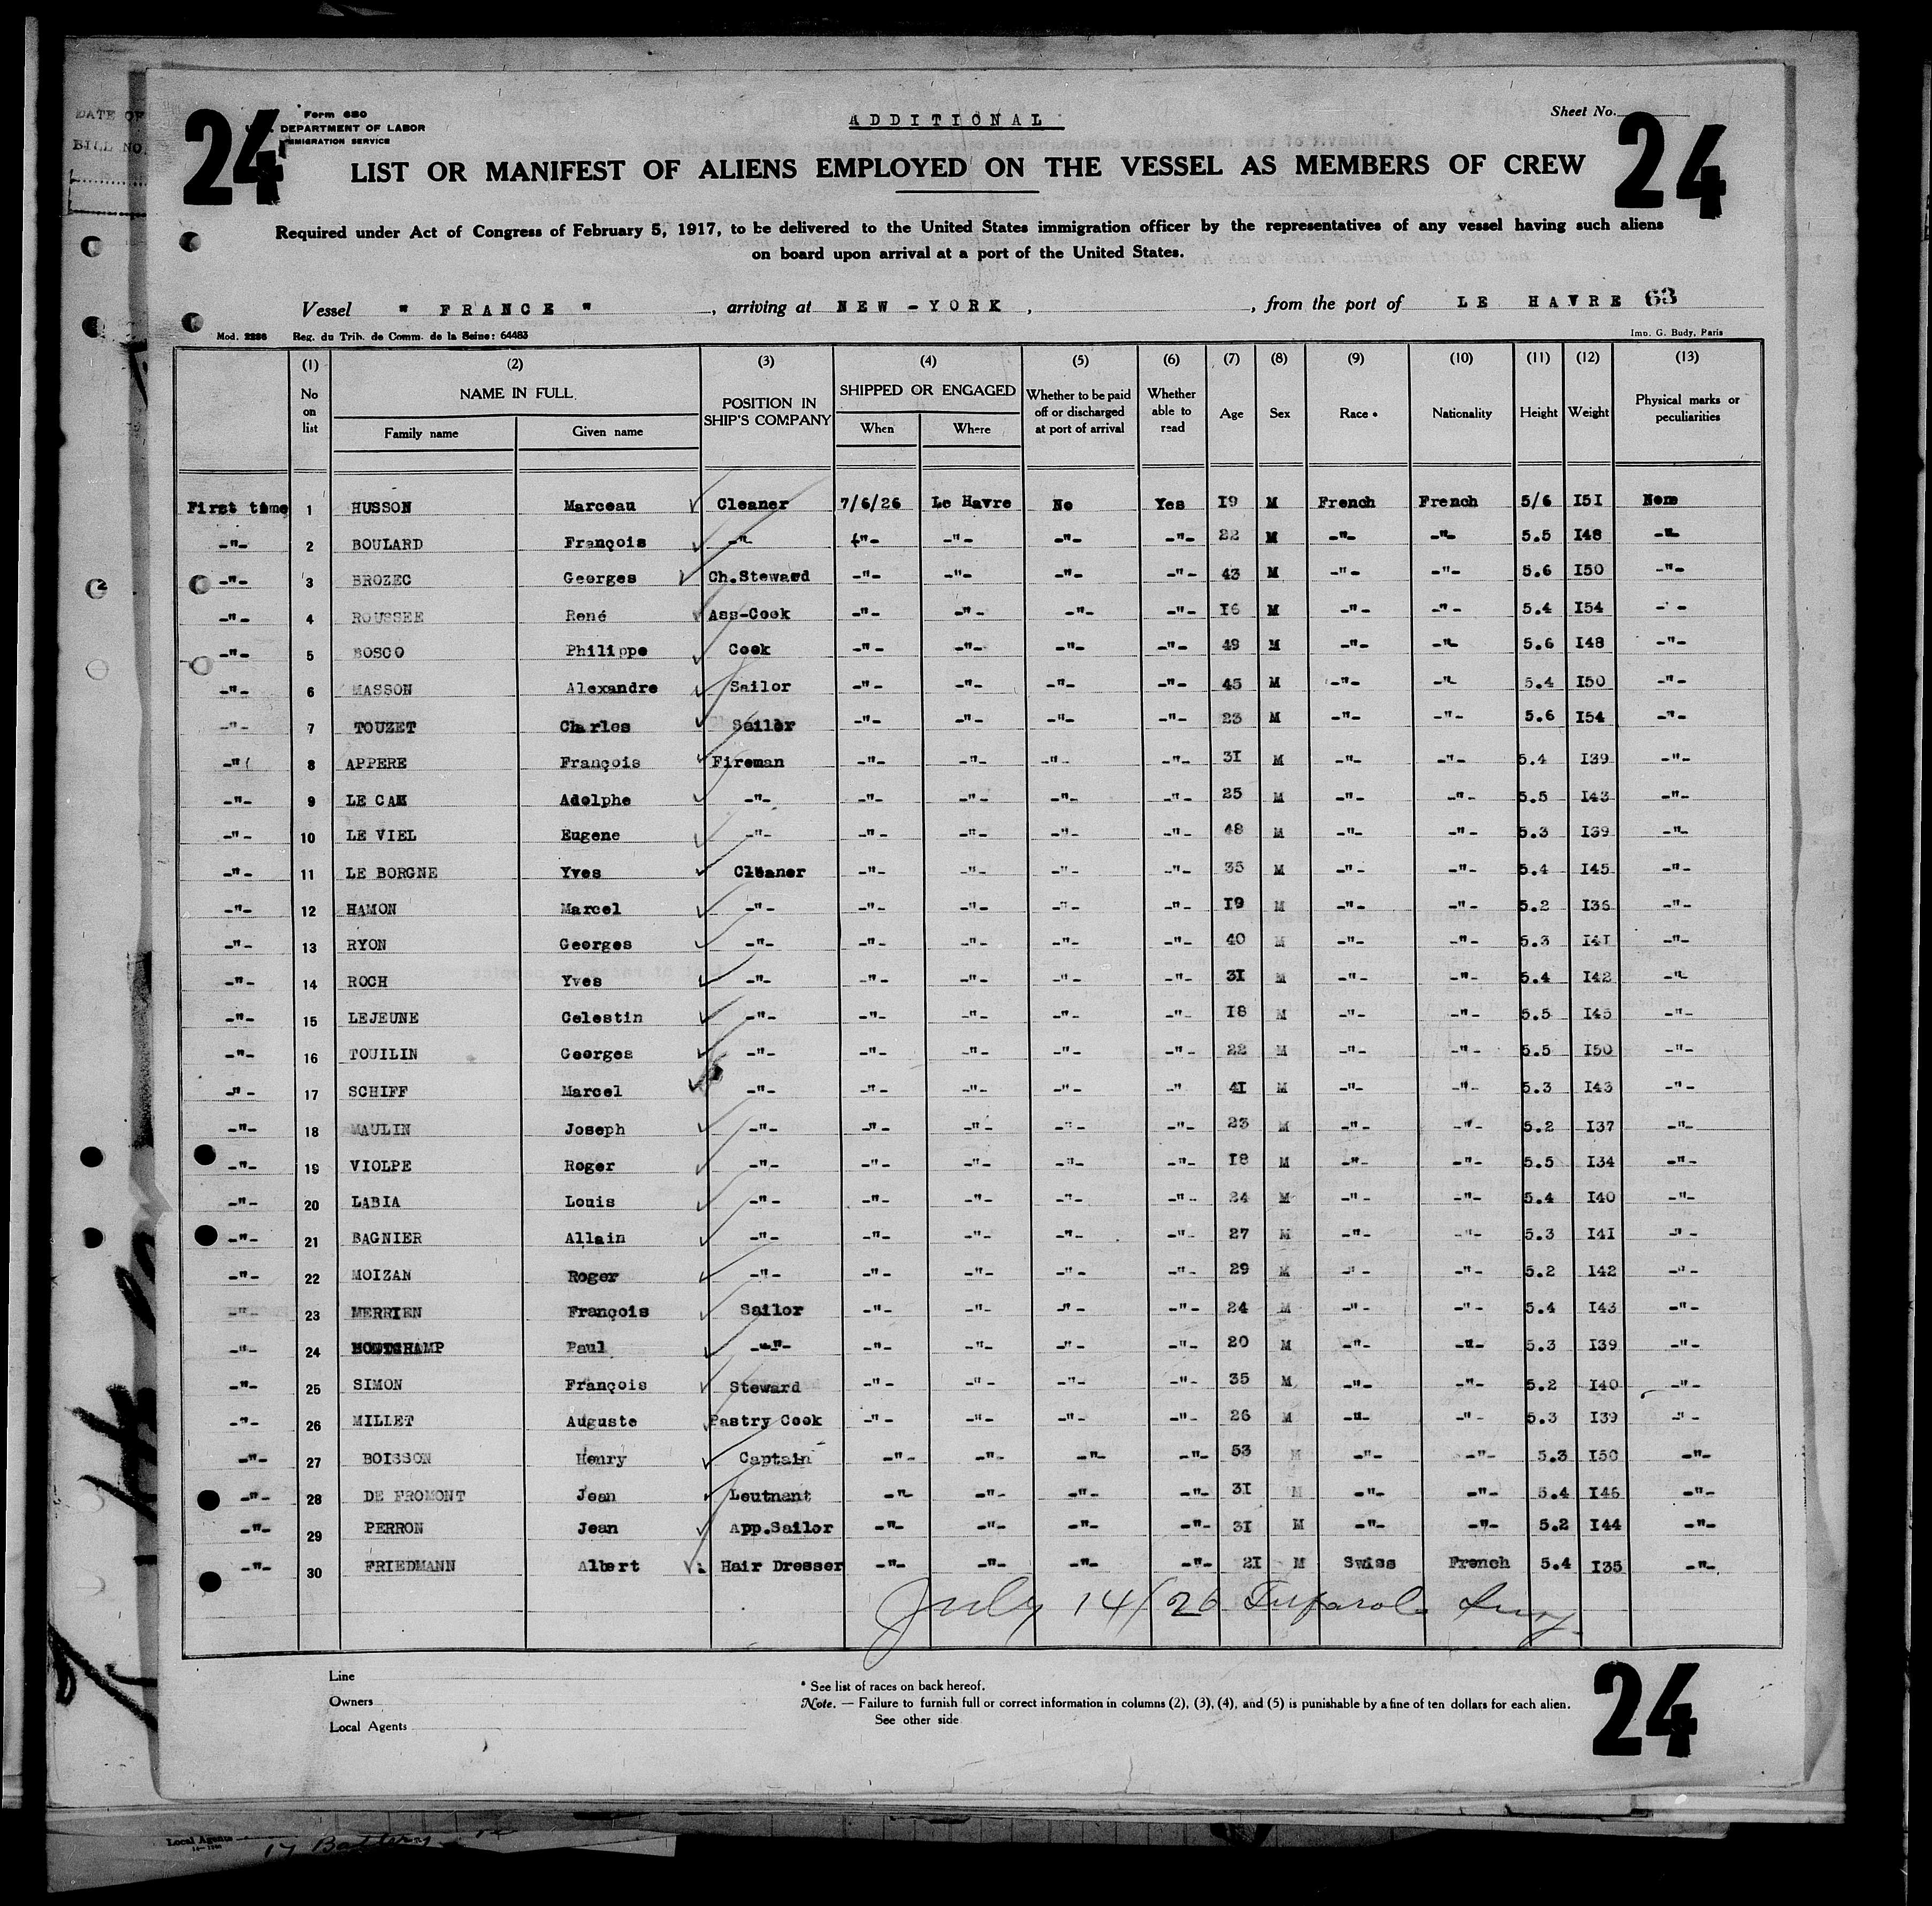 DATE OF
BILL NO.
24
Form 680
DEPARTMENT OF LABOR
IMMIGRATION SERVICE
ADDITIONAL
Sheet No.
24
LIST OR MANIFEST OF ALIENS EMPLOYED ON THE VESSEL AS MEMBERS OF CREW
Required under Act of Congress of February 5, 1917, to be delivered to the United States immigration officer by the representatives of any vessel having such aliens
on board upon arrival at a port of the United States.
Vessel " FRANCE " , arriving at NEW-YORK , , from the port of LE HAVRE 63
Mod. 2286 Reg. du Trib. de Comm. de la Seine: 64483 Imp. G. Budy, Paris
(1) (2) (3) (4) (5) (6) (7) (8) (9) (10) (11) (12) (13)
No on list NAME IN FULL Family name Given name POSITION IN SHIP'S COMPANY SHIPPED OR ENGAGED When Where Whether to be paid off or discharged at port of arrival Whether able to read Age Sex Race * Nationality Height Weight Physical marks or peculiarities
First time 1 HUSSON Marceau Cleaner 7/6/26 Le Havre No Yes 19 M French French 5/6 151 None
-"- 2 BOULARD François -"- -"- -"- -"- -"- 22 M -"- -"- 5.5 148 -"-
-"- 3 BROZEC Georges Ch.Steward -"- -"- -"- -"- 43 M -"- -"- 5.6 150 -"-
-"- 4 ROUSSEE René Ass-Cook -"- -"- -"- -"- 16 M -"- -"- 5.4 154 -"-
-"- 5 BOSCO Philippe Cook -"- -"- -"- -"- 49 M -"- -"- 5.6 148 -"-
-"- 6 MASSON Alexandre Sailor -"- -"- -"- -"- 45 M -"- -"- 5.4 150 -"-
-"- 7 TOUZET Charles Sailor -"- -"- -"- -"- 23 M -"- -"- 5.6 154 -"-
-"- 8 APPERE François Fireman -"- -"- -"- -"- 31 M -"- -"- 5.4 139 -"-
-"- 9 LE CAM Adolphe -"- -"- -"- -"- -"- 25 M -"- -"- 5.5 143 -"-
-"- 10 LE VIEL Eugene -"- -"- -"- -"- -"- 48 M -"- -"- 5.3 139 -"-
-"- 11 LE BORGNE Yves Cleaner -"- -"- -"- -"- 35 M -"- -"- 5.4 145 -"-
-"- 12 HAMON Marcel -"- -"- -"- -"- -"- 19 M -"- -"- 5.2 136 -"-
-"- 13 RYON Georges -"- -"- -"- -"- -"- 40 M -"- -"- 5.3 141 -"-
-"- 14 ROCH Yves -"- -"- -"- -"- -"- 31 M -"- -"- 5.4 142 -"-
-"- 15 LEJEUNE Celestin -"- -"- -"- -"- -"- 18 M -"- -"- 5.5 145 -"-
-"- 16 TOUILIN Georges -"- -"- -"- -"- -"- 22 M -"- -"- 5.5 150 -"-
-"- 17 SCHIFF Marcel -"- -"- -"- -"- -"- 41 M -"- -"- 5.3 143 -"-
-"- 18 MAULIN Joseph -"- -"- -"- -"- -"- 23 M -"- -"- 5.2 137 -"-
-"- 19 VIOLPE Roger -"- -"- -"- -"- -"- 18 M -"- -"- 5.5 134 -"-
-"- 20 LABIA Louis -"- -"- -"- -"- -"- 24 M -"- -"- 5.4 140 -"-
-"- 21 BAGNIER Allain -"- -"- -"- -"- -"- 27 M -"- -"- 5.3 141 -"-
-"- 22 MOIZAN Roger -"- -"- -"- -"- -"- 29 M -"- -"- 5.2 142 -"-
-"- 23 MERRIEN François Sailor -"- -"- -"- -"- 24 M -"- -"- 5.4 143 -"-
-"- 24 Paul -"- -"- -"- -"- -"- 20 M -"- -"- 5.3 139 -"-
-"- 25 SIMON François Steward -"- -"- -"- -"- 35 M -"- -"- 5.2 140 -"-
-"- 26 MILLET Auguste Pastry Cook -"- -"- -"- -"- 26 M -"- -"- 5.3 139 -"-
-"- 27 BOISSON Henry Captain -"- -"- -"- -"- 53 M -"- -"- 5.3 150 -"-
-"- 28 DE FROMONT Jean Leutnant -"- -"- -"- -"- 31 M -"- -"- 5.4 146 -"-
-"- 29 PERRON Jean App.Sailor -"- -"- -"- -"- 31 M -"- -"- 5.2 144 -"-
-"- 30 FRIEDMANN Albert Hair Dresser -"- -"- -"- -"- 21 M Swiss French 5.4 135 -"-
July 14/26
Line
Owners
Local Agents
* See list of races on back hereof.
Note. — Failure to furnish full or correct information in columns (2), (3), (4), and (5) is punishable by a fine of ten dollars for each alien.
See other side
24
Local Agents
17 Battery